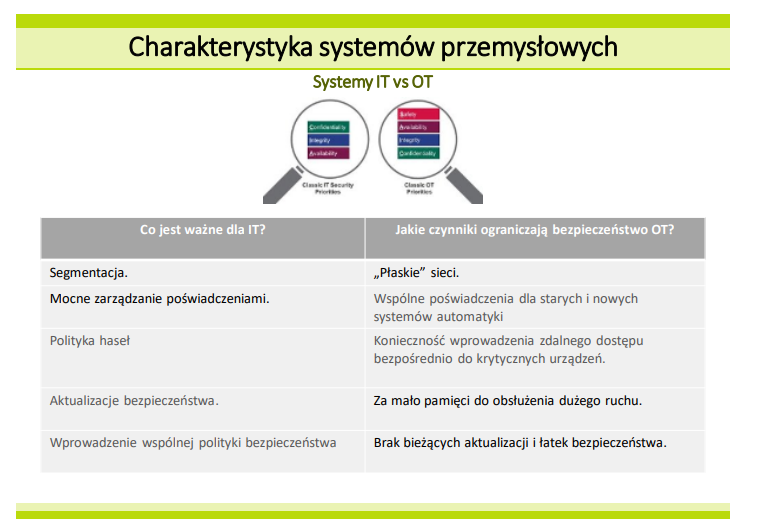 Charakterystyka systemów przemysłowych
Systemy IT vs OT
Confidentiality
Integrity
Availability
Classic IT Security
Priorities
Safety
Availability
Integrity
Confidentiality
Classic OT
Priorities
Co jest ważne dla IT?
Jakie czynniki ograniczają bezpieczeństwo OT?
Segmentacja.
„Płaskie” sieci.
Mocne zarządzanie poświadczeniami.
Wspólne poświadczenia dla starych i nowych
systemów automatyki
Polityka haseł
Konieczność wprowadzenia zdalnego dostępu
bezpośrednio do krytycznych urządzeń.
Aktualizacje bezpieczeństwa.
Za mało pamięci do obsłużenia dużego ruchu.
Wprowadzenie wspólnej polityki bezpieczeństwa
Brak bieżących aktualizacji i łatek bezpieczeństwa.